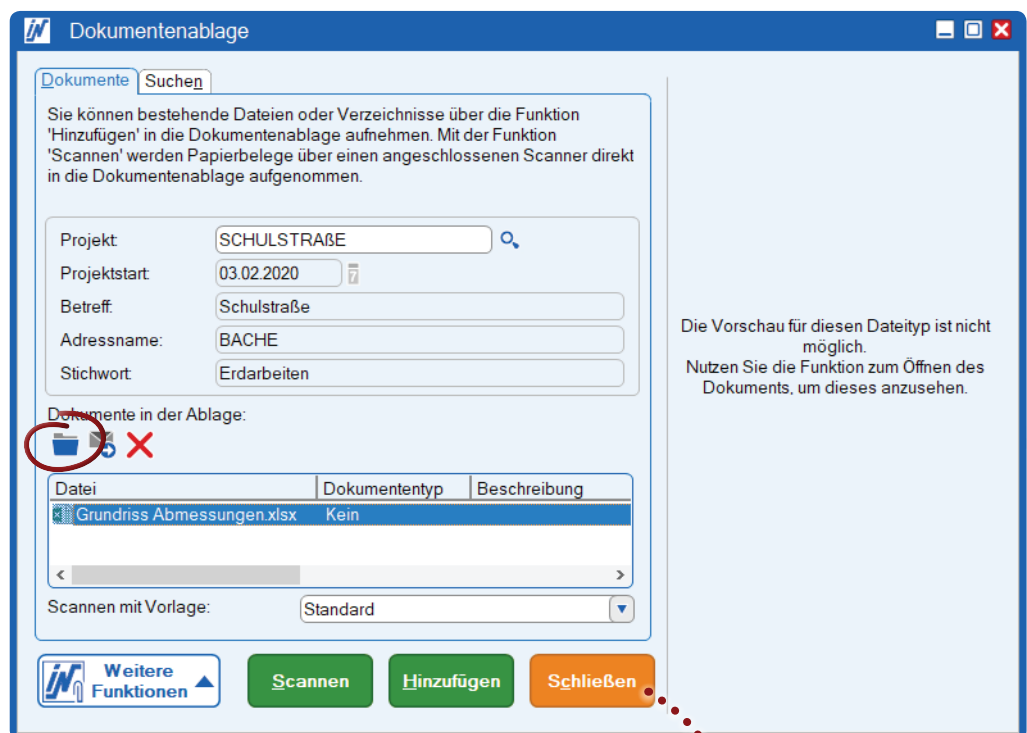 Dokumentenablage
Dokumente
Suchen
Sie können bestehende Dateien oder Verzeichnisse über die Funktion
'Hinzufügen' in die Dokumentenablage aufnehmen. Mit der Funktion
'Scannen' werden Papierbelege über einen angeschlossenen Scanner direkt
in die Dokumentenablage aufgenommen.
Projekt: SCHULSTRAßE
Projektstart: 03.02.2020 7
Betreff: Schulstraße
Adressname: BACHE
Stichwort: Erdarbeiten
Dokumente in der Ablage:
Datei Dokumententyp Beschreibung
Grundriss Abmessungen.xlsx Kein
Scannen mit Vorlage: Standard
Weitere
Funktionen
Scannen
Hinzufügen
Schließen
Die Vorschau für diesen Dateityp ist nicht
möglich.
Nutzen Sie die Funktion zum Öffnen des
Dokuments, um dieses anzusehen.